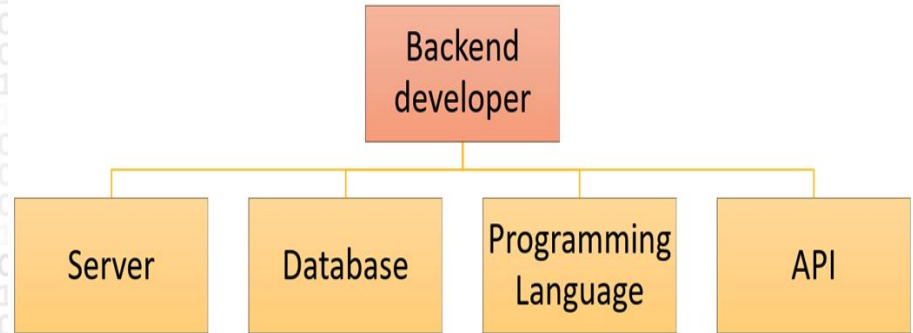 Backend
developer
Server
Database
Programming
Language
API